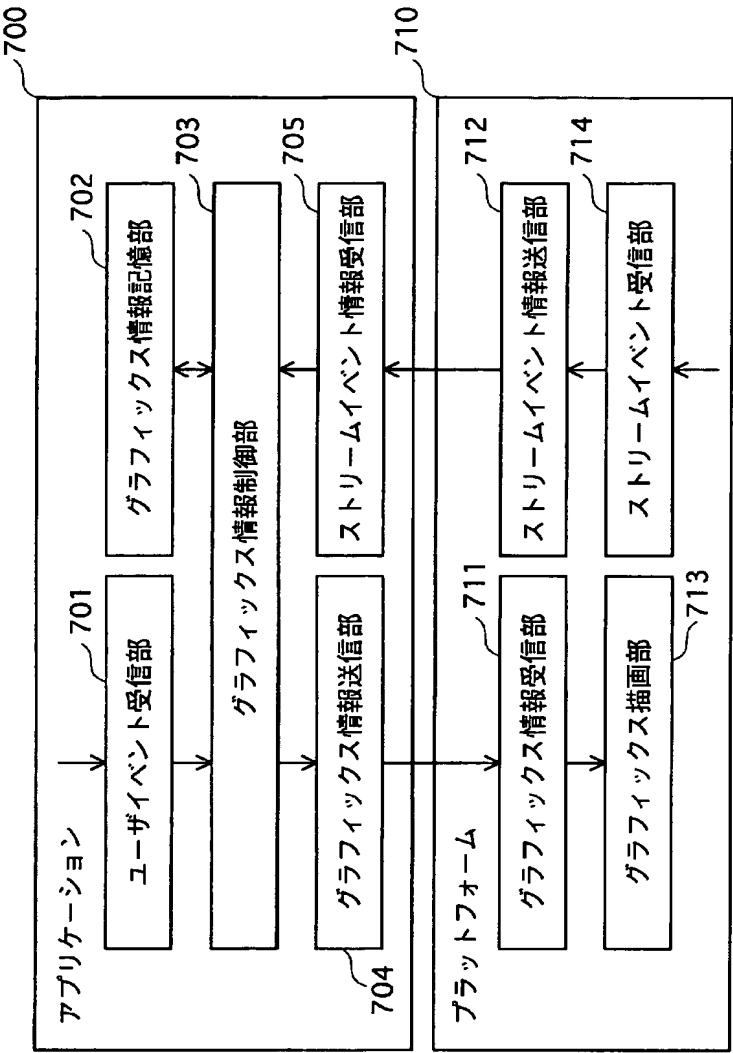 700
アプリケーション
701
ユーザイベント受信部
702
グラフィックス情報記憶部
703
グラフィックス情報制御部
704
グラフィックス情報送信部
705
ストリームイベント情報受信部
710
プラットフォーム
711
グラフィックス情報受信部
712
ストリームイベント情報送信部
713
グラフィックス描画部
714
ストリームイベント受信部